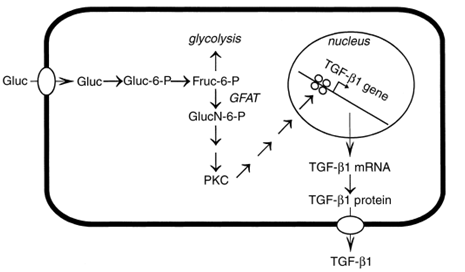 glycolysis
nucleus
TGF-β1 gene
Gluc Gluc Gluc-6-P Fruc-6-P
GFAT
GlucN-6-P
PKC
TGF-β1 mRNA
TGF-β1 protein
TGF-β1